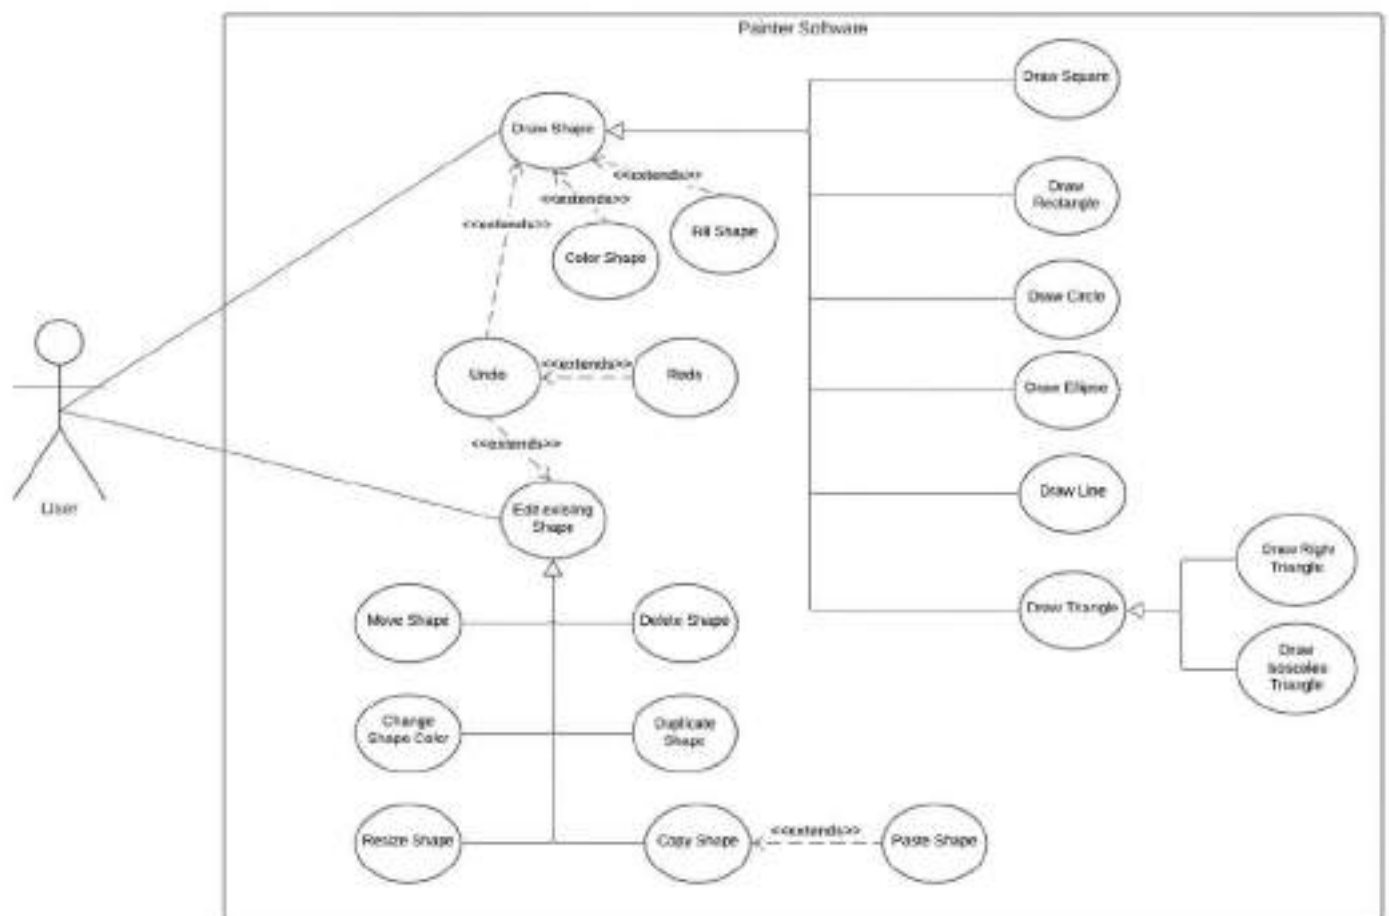 Painter Software
Draw Square
Draw Shape
<<extends>>
Draw
Rectangle
<<extends>>
<<extends>>
Fill Shape
Color Shape
Draw Circle
Undo
<<extends>>
Redo
Draw Ellipse
<<extends>>
User
Edit existing
Shape
Draw Line
Draw Right
Triangle
Move Shape
Delete Shape
Draw Triangle
Draw
Isosceles
Triangle
Change
Shape Color
Duplicate
Shape
Resize Shape
Copy Shape
<<extends>>
Paste Shape